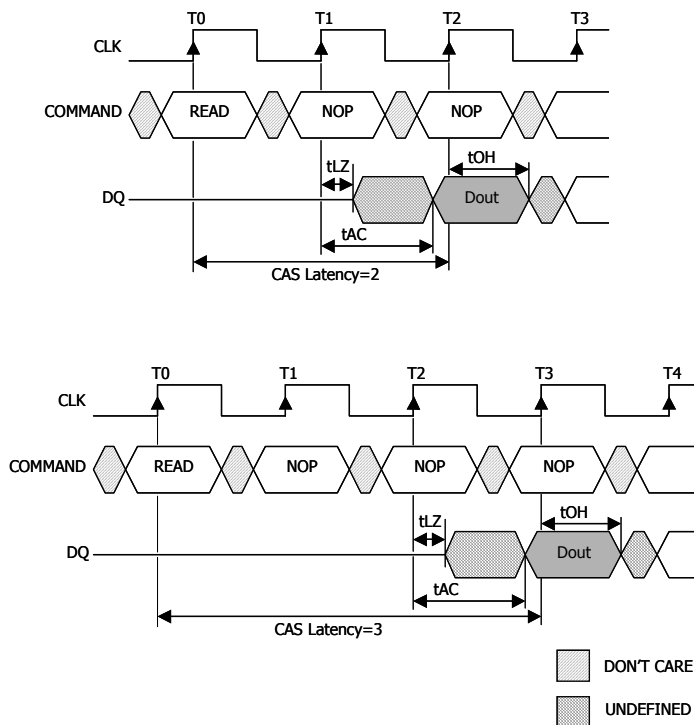 T0 T1 T2 T3
CLK
COMMAND READ NOP NOP
tLZ tOH
DQ Dout
tAC
CAS Latency=2
T0 T1 T2 T3 T4
CLK
COMMAND READ NOP NOP NOP
tLZ tOH
DQ Dout
tAC
CAS Latency=3
DON'T CARE
UNDEFINED